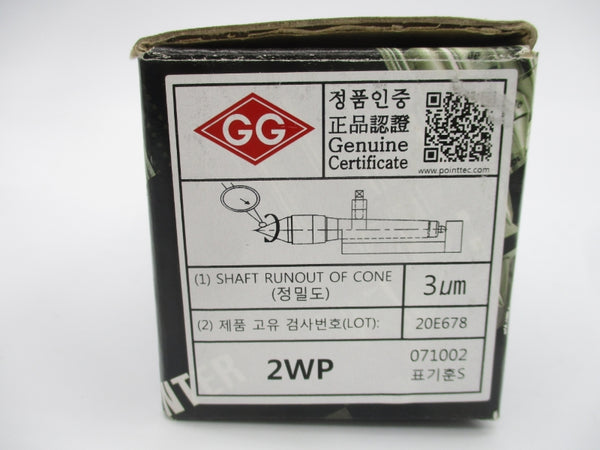 GG
정품인증
正品認證
Genuine
Certificate
www.pointtec.com
(1) SHAFT RUNOUT OF CONE
(정밀도)
3μm
(2) 제품 고유 검사번호(LOT):
20E678
2WP
071002
표기훈S
NTER